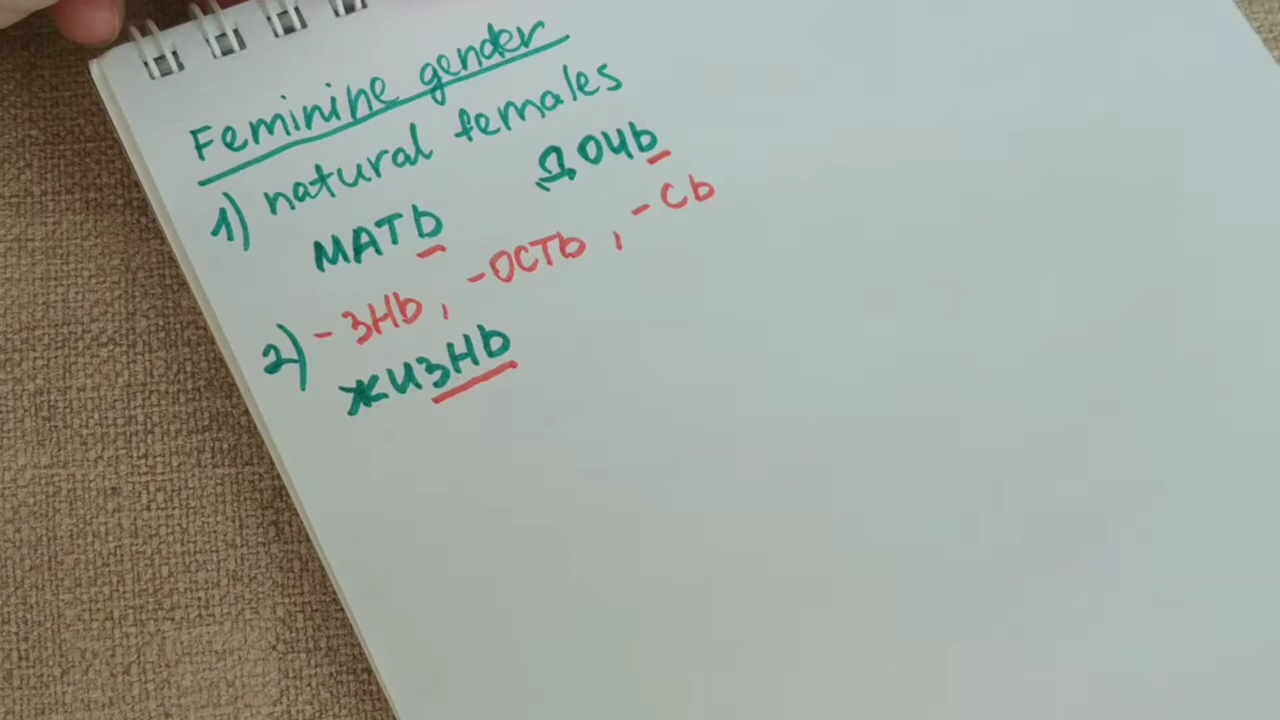 Feminine gender
1) natural females
МАТЬ ДОЧЬ
2) -ЗНЬ, -ОСТЬ, -СЬ
ЖИЗНЬ